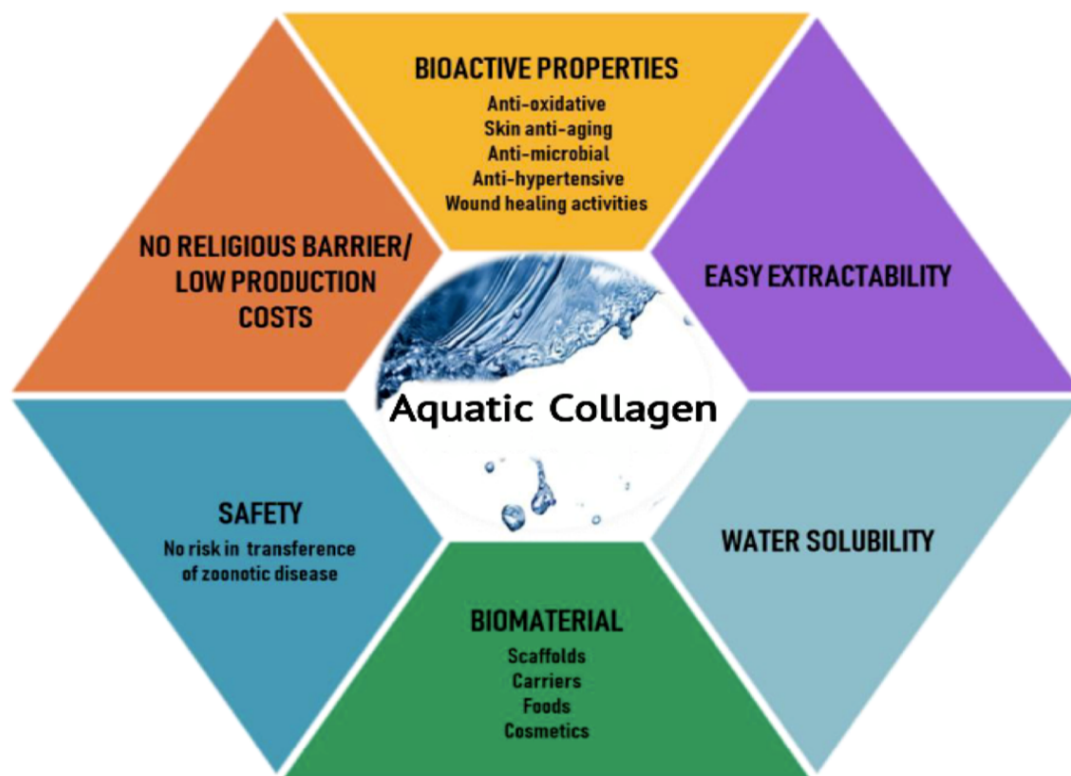 BIOACTIVE PROPERTIES
Anti-oxidative
Skin anti-aging
Anti-microbial
Anti-hypertensive
Wound healing activities
NO RELIGIOUS BARRIER/
LOW PRODUCTION
COSTS
EASY EXTRACTABILITY
Aquatic Collagen
SAFETY
No risk in transference
of zoonotic disease
WATER SOLUBILITY
BIOMATERIAL
Scaffolds
Carriers
Foods
Cosmetics